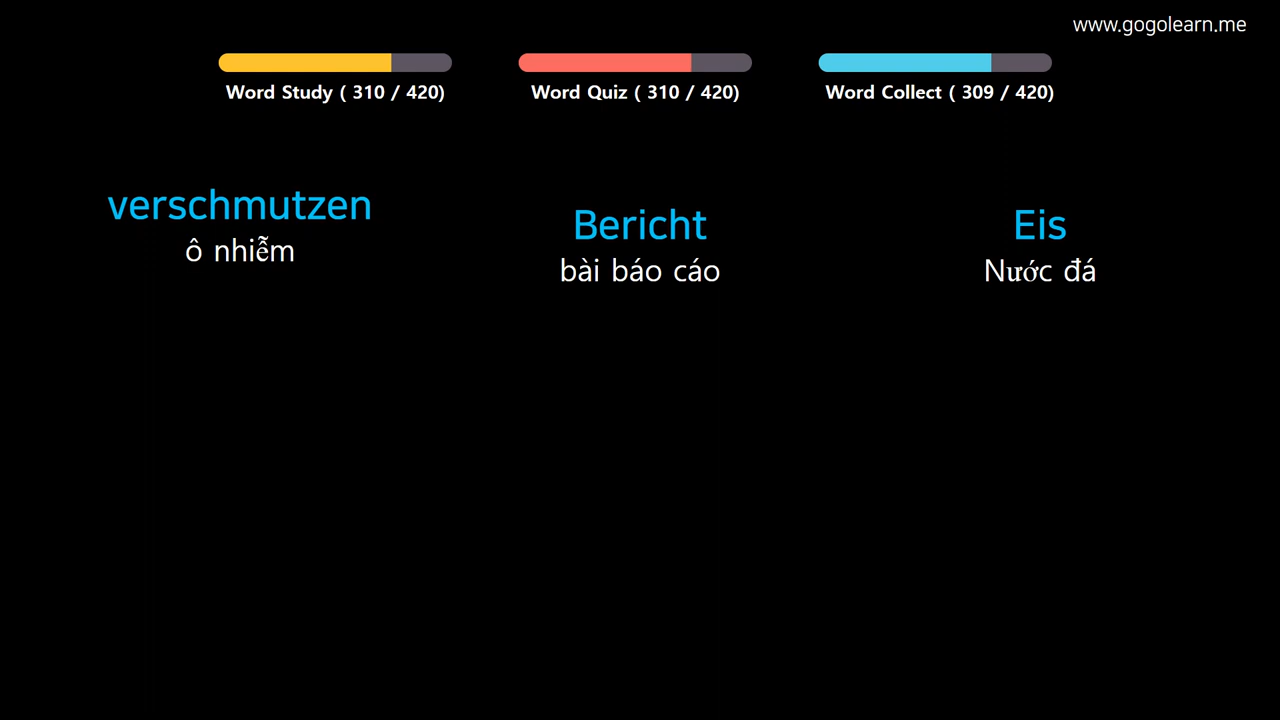 www.gogolearn.me
Word Study ( 310 / 420)
Word Quiz ( 310 / 420)
Word Collect ( 309 / 420)
verschmutzen
ô nhiễm
Bericht
bài báo cáo
Eis
Nước đá